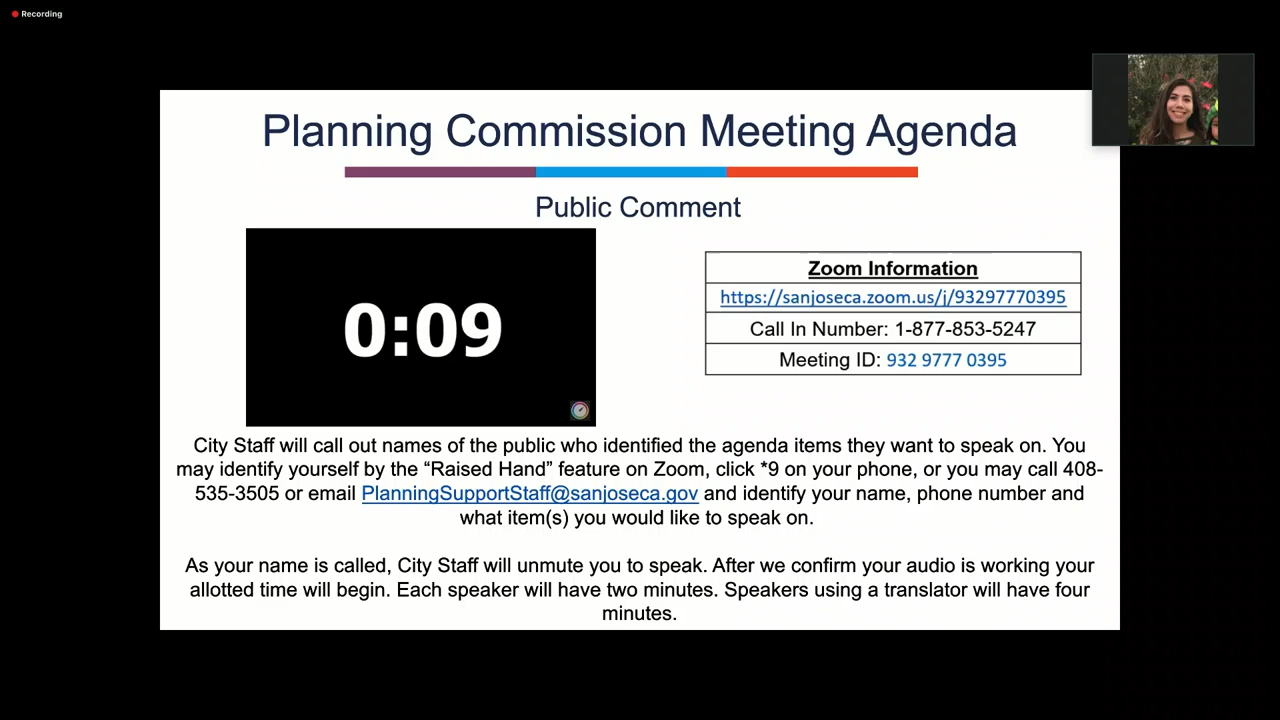 Recording
Planning Commission Meeting Agenda
Public Comment
0:09
Zoom Information
https://sanjoseca.zoom.us/j/93297770395
Call In Number: 1-877-853-5247
Meeting ID: 932 9777 0395
City Staff will call out names of the public who identified the agenda items they want to speak on. You
may identify yourself by the “Raised Hand” feature on Zoom, click *9 on your phone, or you may call 408-
535-3505 or email PlanningSupportStaff@sanjoseca.gov and identify your name, phone number and
what item(s) you would like to speak on.
As your name is called, City Staff will unmute you to speak. After we confirm your audio is working your
allotted time will begin. Each speaker will have two minutes. Speakers using a translator will have four
minutes.